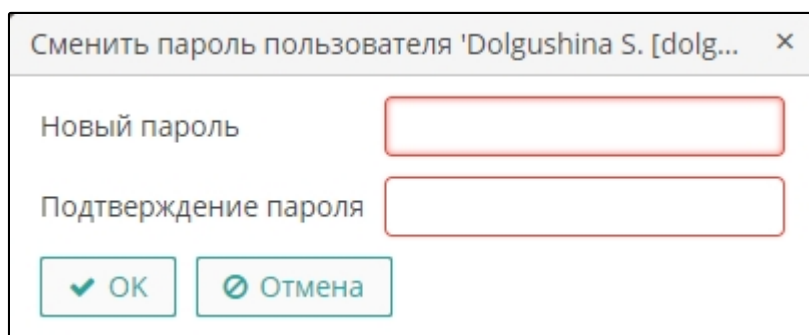 Сменить пароль пользователя 'Dolgushina S. [dolg...
Новый пароль
Подтверждение пароля
OK Отмена